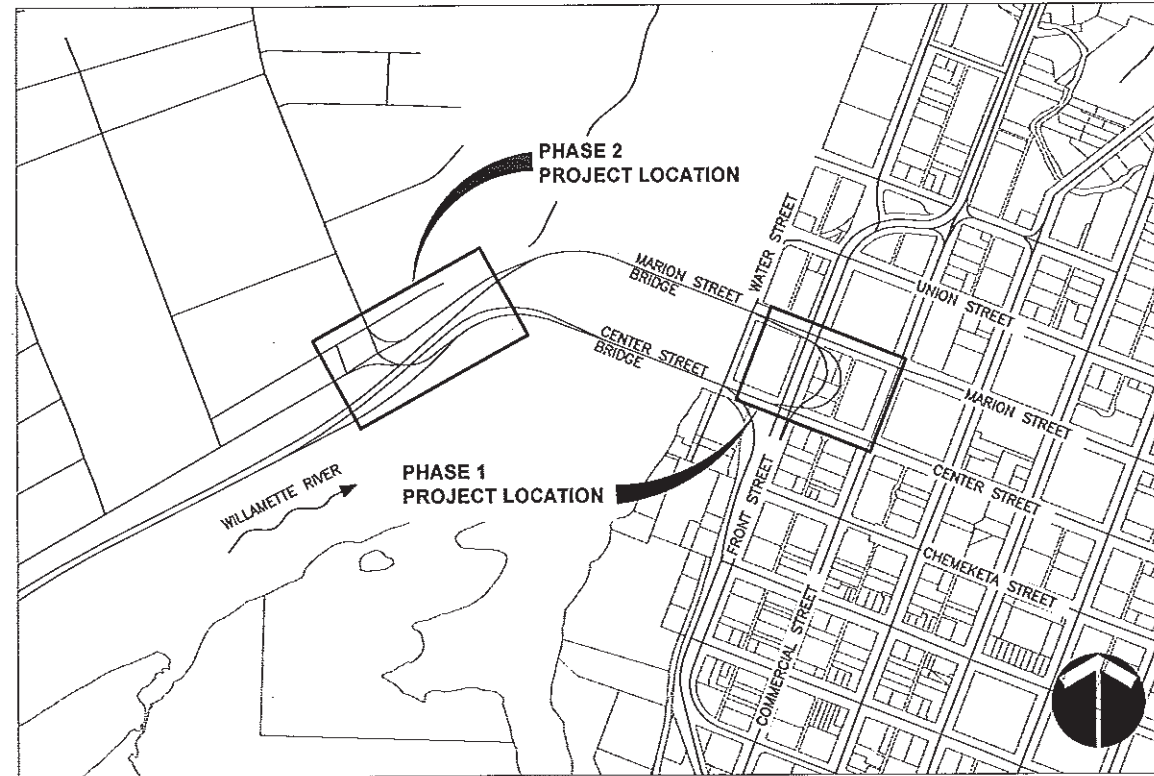 PHASE 2
PROJECT LOCATION
WATER STREET
MARION STREET
BRIDGE
UNION STREET
CENTER STREET
BRIDGE
MARION STREET
PHASE 1
PROJECT LOCATION
WILLAMETTE RIVER
CENTER STREET
FRONT STREET
CHEMEKETA STREET
COMMERCIAL STREET